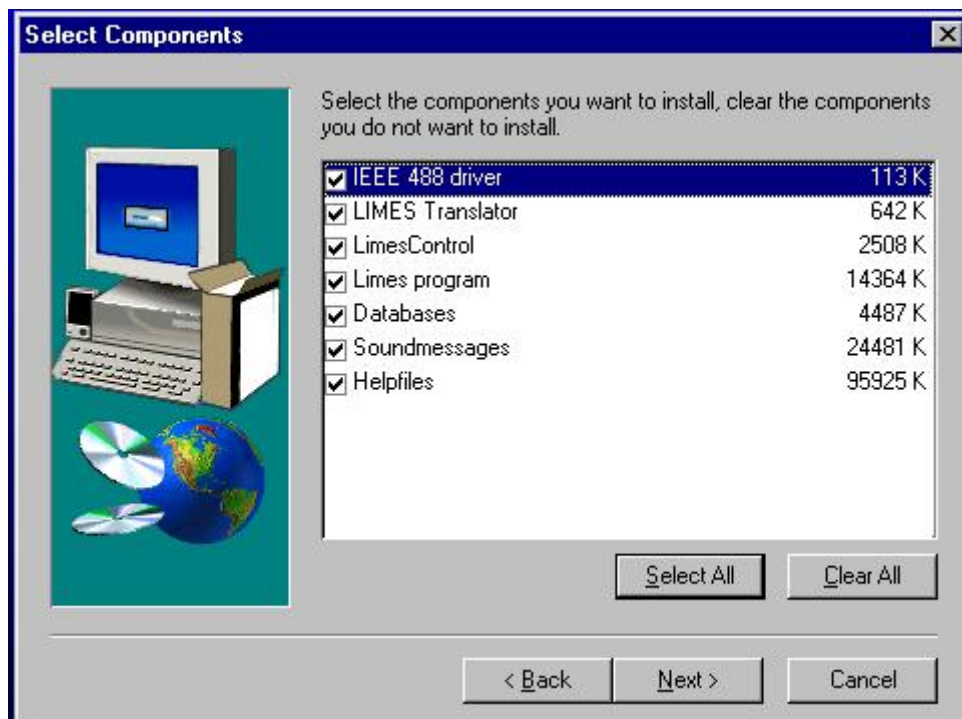 Select Components
Select the components you want to install, clear the components
you do not want to install.
IEEE 488 driver 113 K
LIMES Translator 642 K
LimesControl 2508 K
Limes program 14364 K
Databases 4487 K
Soundmessages 24481 K
Helpfiles 95925 K
Select All Clear All
< Back Next > Cancel